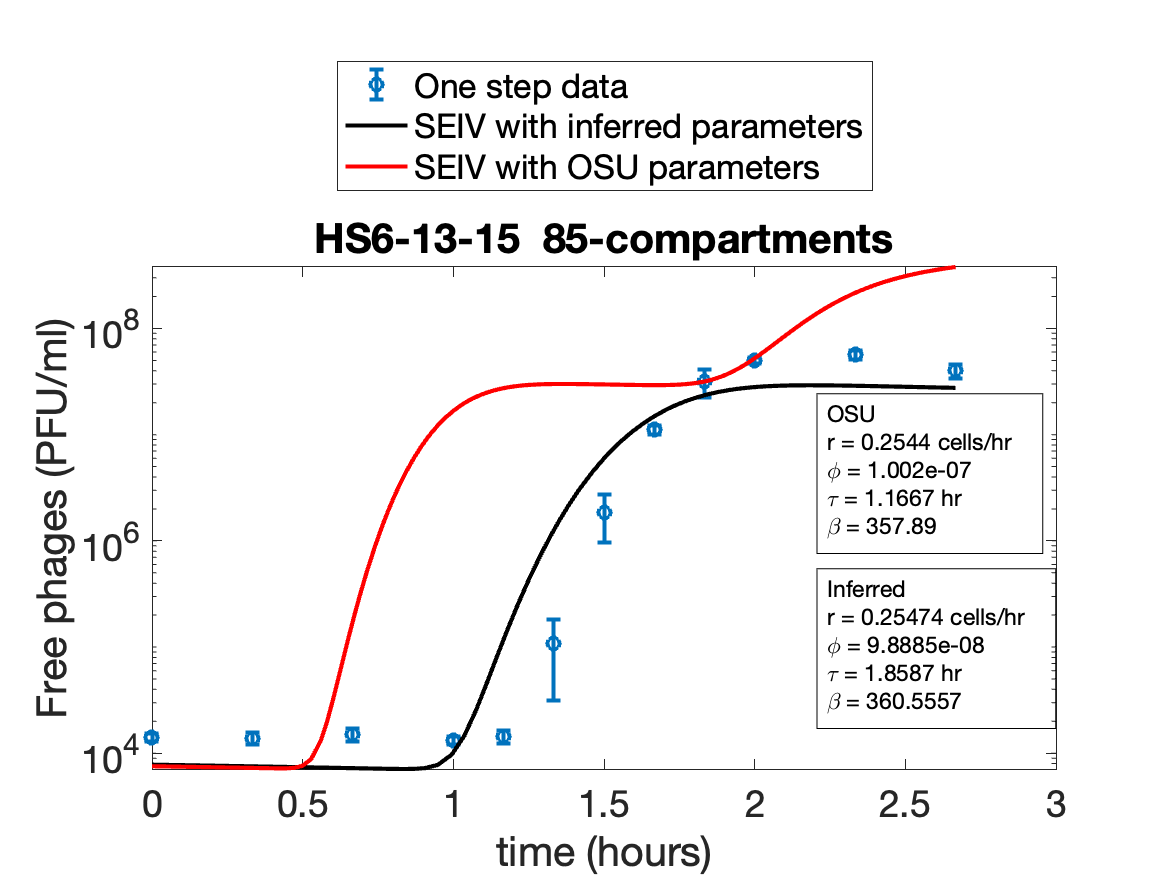 One step data
SEIV with inferred parameters
SEIV with OSU parameters
HS6-13-15 85-compartments
Free phages (PFU/ml)
10^8
10^6
10^4
OSU
r = 0.2544 cells/hr
ϕ = 1.002e-07
τ = 1.1667 hr
β = 357.89
Inferred
r = 0.25474 cells/hr
ϕ = 9.8885e-08
τ = 1.8587 hr
β = 360.5557
0 0.5 1 1.5 2 2.5 3
time (hours)